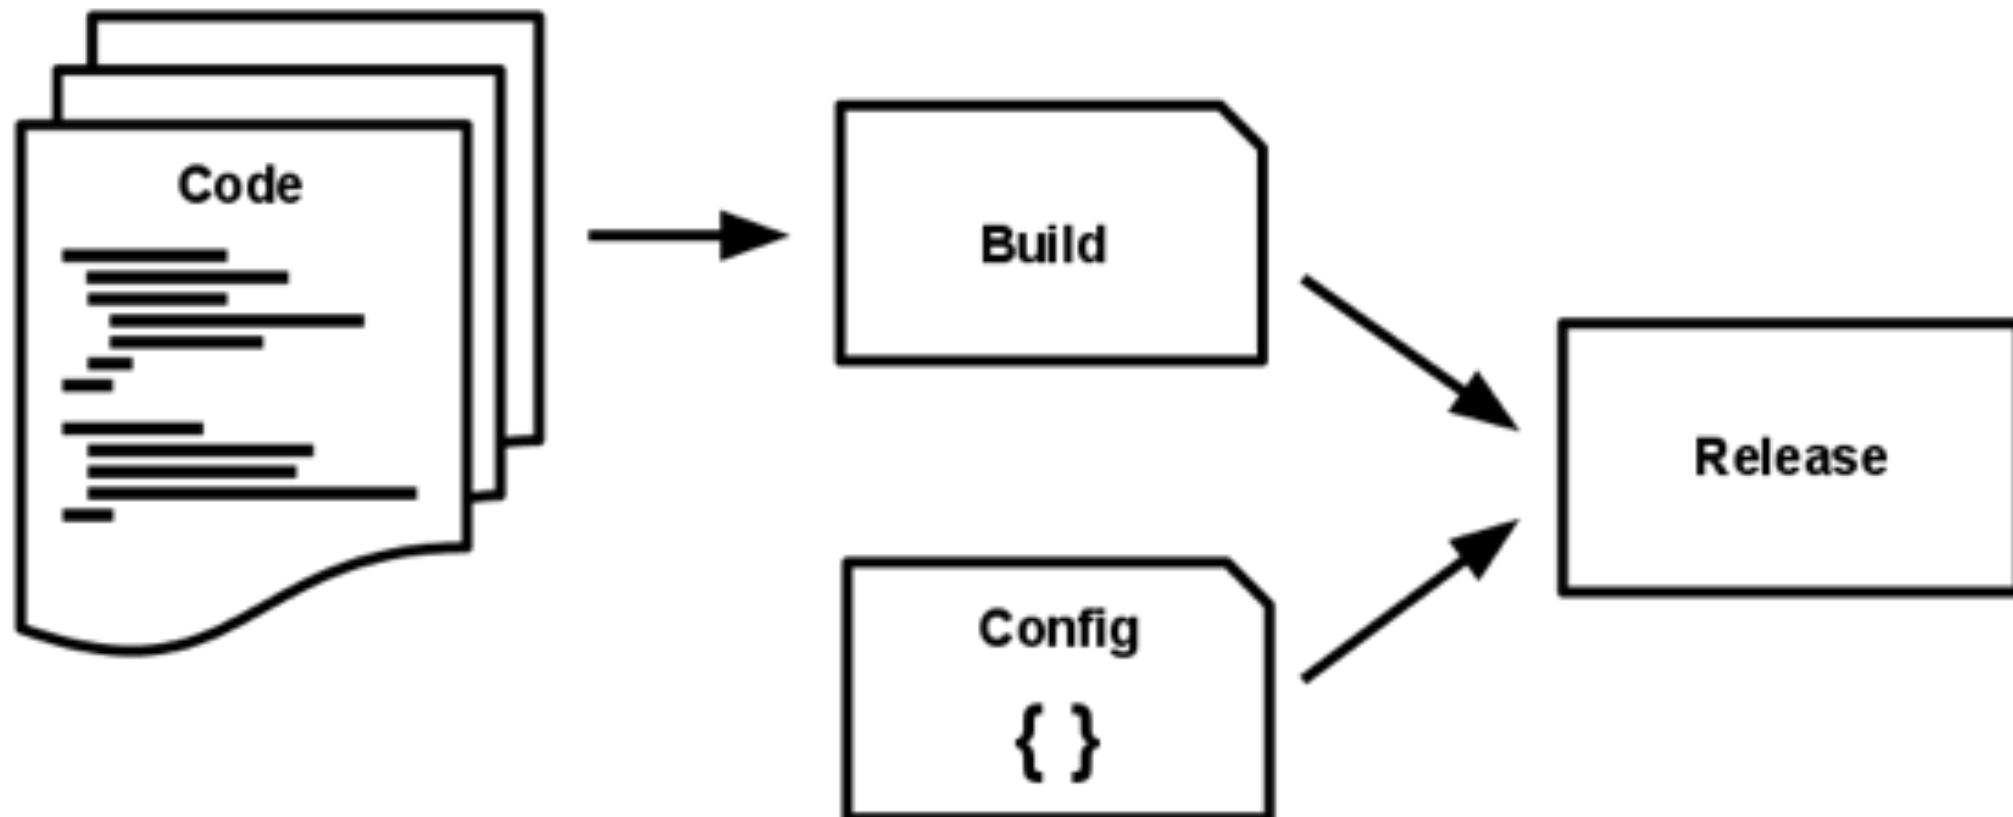 Code
Build
Release
Config
{ }